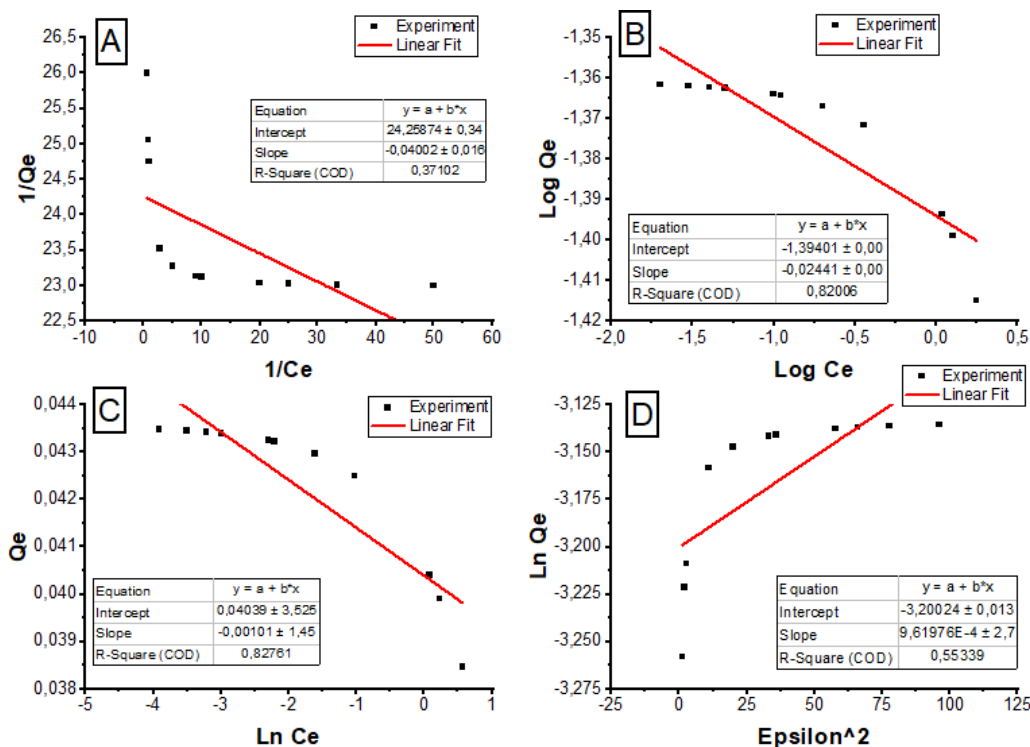 A
Experiment
Linear Fit
26,5
26,0
25,5
25,0
24,5
24,0
23,5
23,0
22,5
1/Qe
Equation y = a + b*x
Intercept 24,25874 ± 0,34
Slope -0,04002 ± 0,016
R-Square (COD) 0,37102
-10 0 10 20 30 40 50 60
1/Ce
B
Experiment
Linear Fit
-1,35
-1,36
-1,37
-1,38
-1,39
-1,40
-1,41
-1,42
Log Qe
Equation y = a + b*x
Intercept -1,39401 ± 0,00
Slope -0,02441 ± 0,00
R-Square (COD) 0,82006
-2,0 -1,5 -1,0 -0,5 0,0 0,5
Log Ce
C
Experiment
Linear Fit
0,044
0,043
0,042
0,041
0,040
0,039
0,038
Qe
Equation y = a + b*x
Intercept 0,04039 ± 3,525
Slope -0,00101 ± 1,45
R-Square (COD) 0,82761
-5 -4 -3 -2 -1 0 1
Ln Ce
D
Experiment
Linear Fit
-3,125
-3,150
-3,175
-3,200
-3,225
-3,250
-3,275
Ln Qe
Equation y = a + b*x
Intercept -3,20024 ± 0,013
Slope 9,61976E-4 ± 2,7
R-Square (COD) 0,55339
-25 0 25 50 75 100 125
Epsilon^2